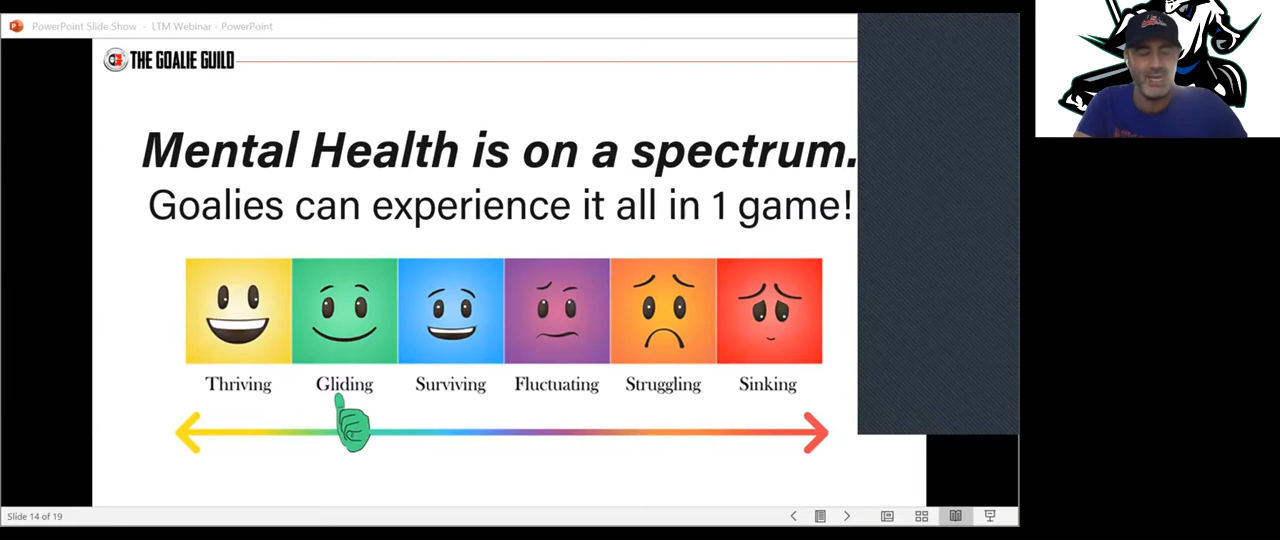 PowerPoint Slide Show - LTM Webinar - PowerPoint
THE GOALIE GUILD
Mental Health is on a spectrum.
Goalies can experience it all in 1 game!
Thriving Gliding Surviving Fluctuating Struggling Sinking
Slide 14 of 19